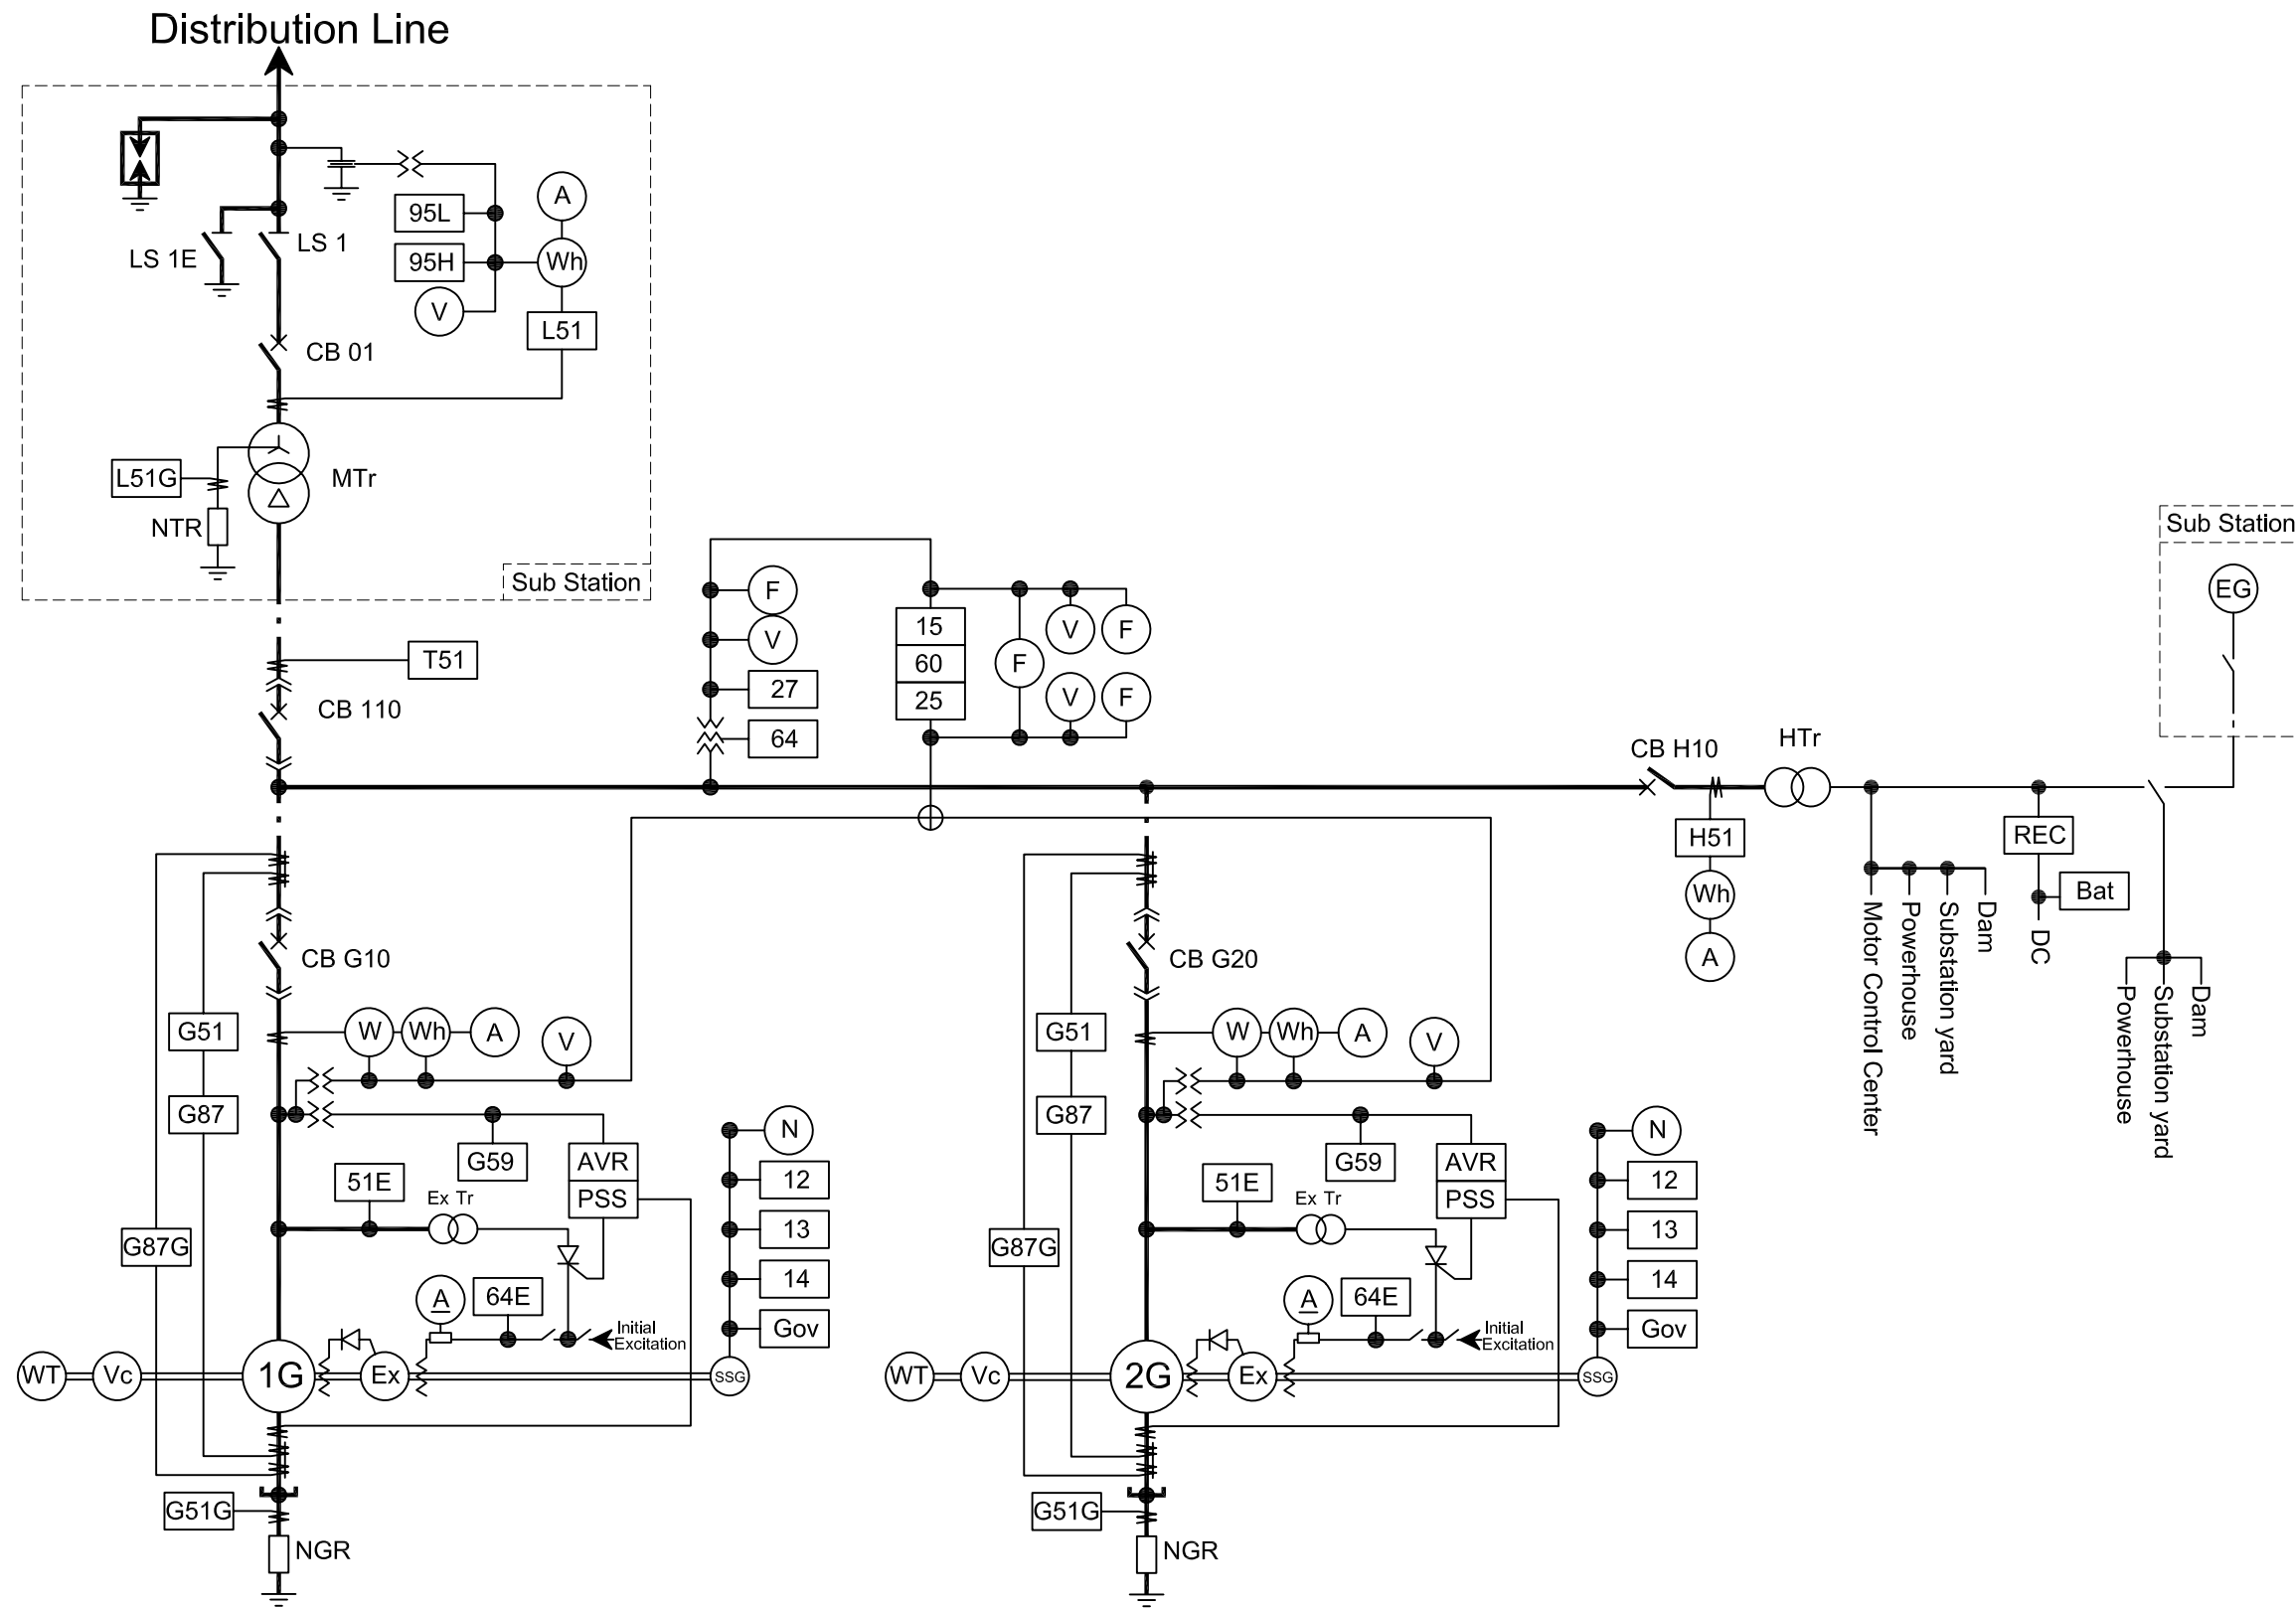 Distribution Line
A
95L
LS 1
LS 1E
95H
Wh
V
L51
CB 01
L51G
MTr
NTR
Sub Station
Sub Station
EG
F
V
27
64
15
60
25
F
V
F
V
F
T51
CB 110
CB H10
HTr
H51
Wh
A
REC
Bat
DC
Motor Control Center
Powerhouse
Substation yard
Dam
Powerhouse
Substation yard
Dam
CB G10
G51
W
Wh
A
V
G87
G59
AVR
PSS
N
12
13
14
Gov
51E
Ex Tr
G87G
A
64E
Initial
Excitation
WT
Vc
1G
Ex
SSG
G51G
NGR
CB G20
G51
W
Wh
A
V
G87
G59
AVR
PSS
N
12
13
14
Gov
51E
Ex Tr
G87G
A
64E
Initial
Excitation
WT
Vc
2G
Ex
SSG
G51G
NGR